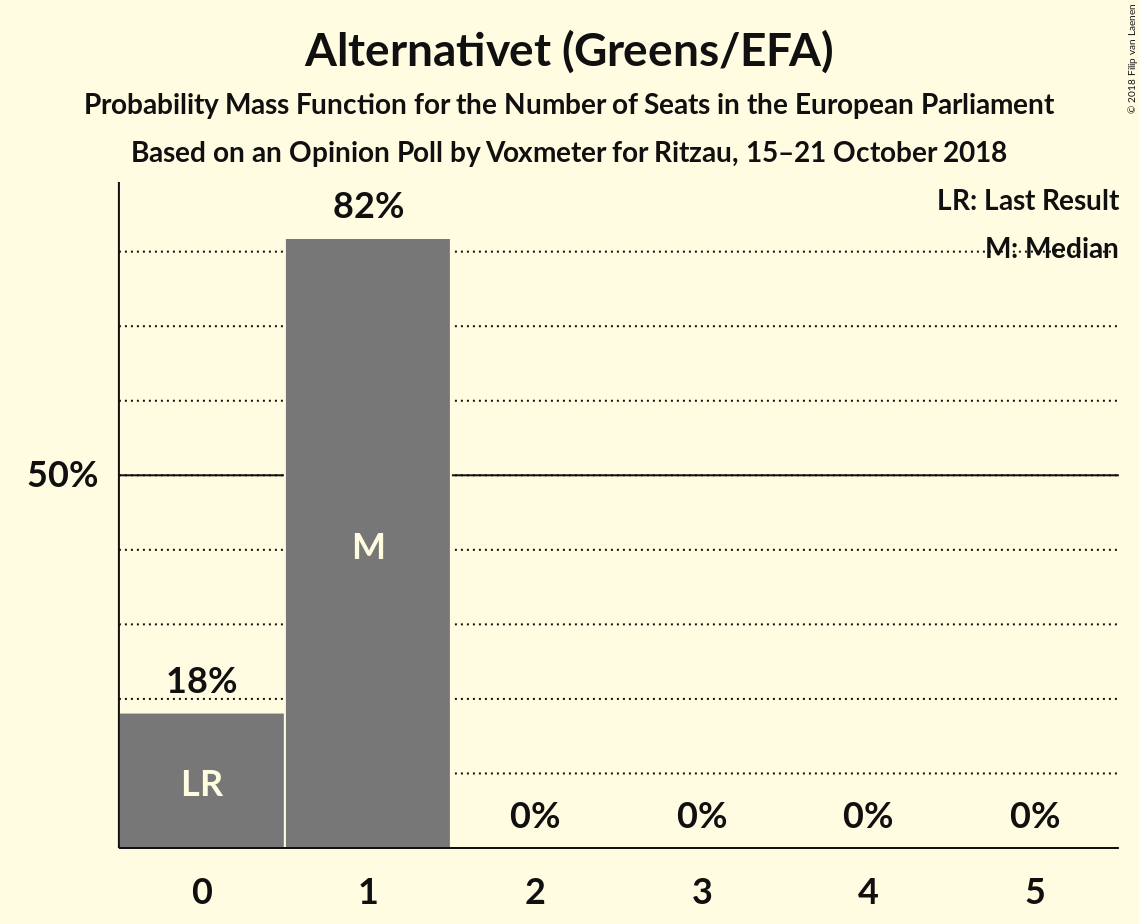 Alternativet (Greens/EFA)
Probability Mass Function for the Number of Seats in the European Parliament
Based on an Opinion Poll by Voxmeter for Ritzau, 15–21 October 2018
© 2018 Filip van Laenen
LR: Last Result
M: Median
82%
50%
M
18%
LR
0% 0% 0% 0%
0 1 2 3 4 5